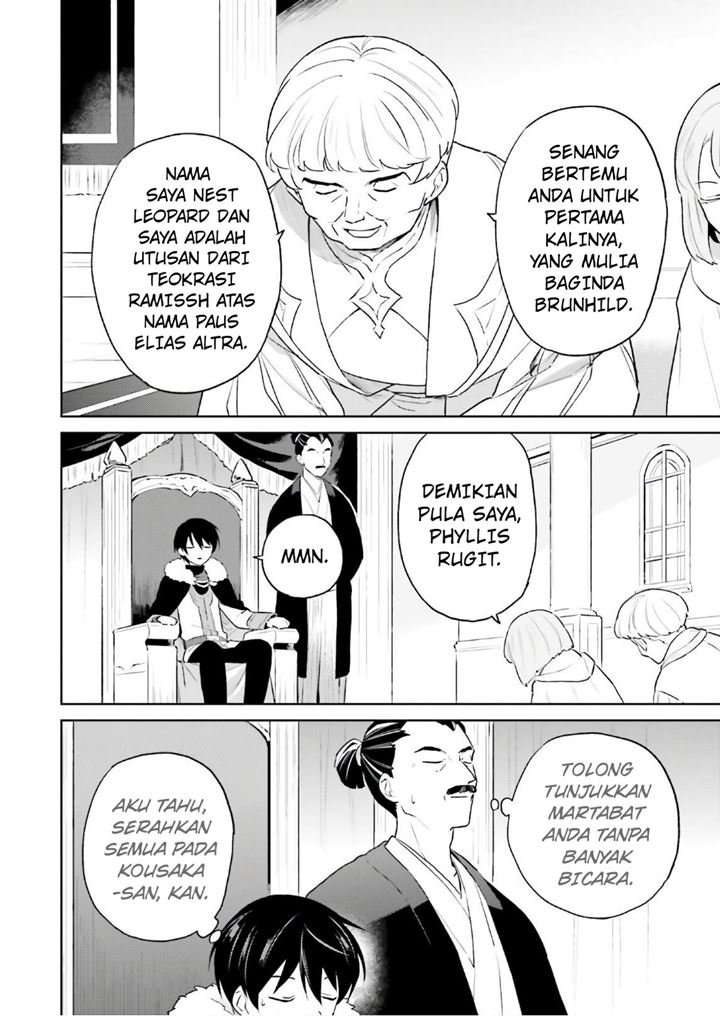 SENANG
BERTEMU
ANDA UNTUK
PERTAMA
KALINYA,
YANG MULIA
BAGINDA
BRUNHILD.
NAMA
SAYA NEST
LEOPARD DAN
SAYA ADALAH
UTUSAN DARI
TEOKRASI
RAMISSH ATAS
NAMA PAUS
ELIAS ALTRA.
DEMIKIAN
PULA SAYA,
PHYLLIS
RUGIT.
MMN.
TOLONG
TUNJUKKAN
MARTABAT
ANDA TANPA
BANYAK
BICARA.
AKU TAHU,
SERAHKAN
SEMUA PADA
KOUSAKA
-SAN, KAN.